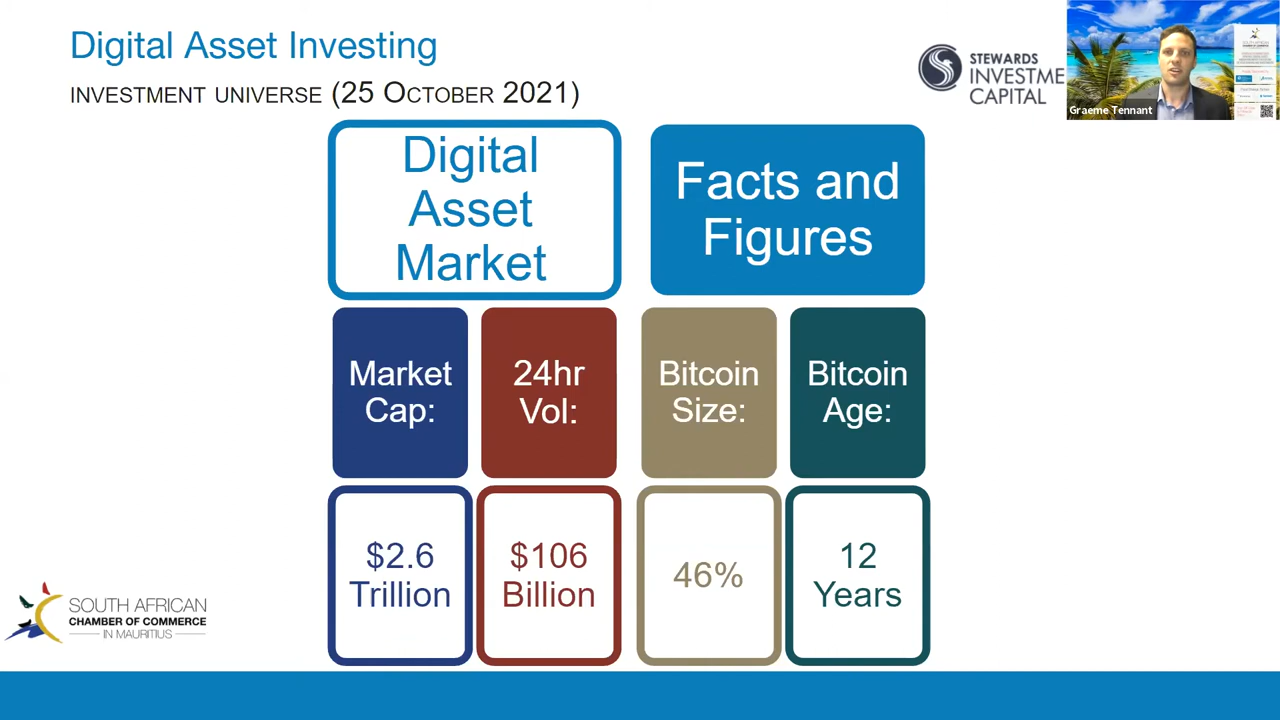 Digital Asset Investing
INVESTMENT UNIVERSE (25 OCTOBER 2021)
STEWARDS
INVESTME
CAPITAL
Graeme Tennant
Digital
Asset
Market
Facts and
Figures
Market
Cap:
24hr
Vol:
Bitcoin
Size:
Bitcoin
Age:
$2.6
Trillion
$106
Billion
46%
12
Years
SOUTH AFRICAN
CHAMBER OF COMMERCE
IN MAURITIUS